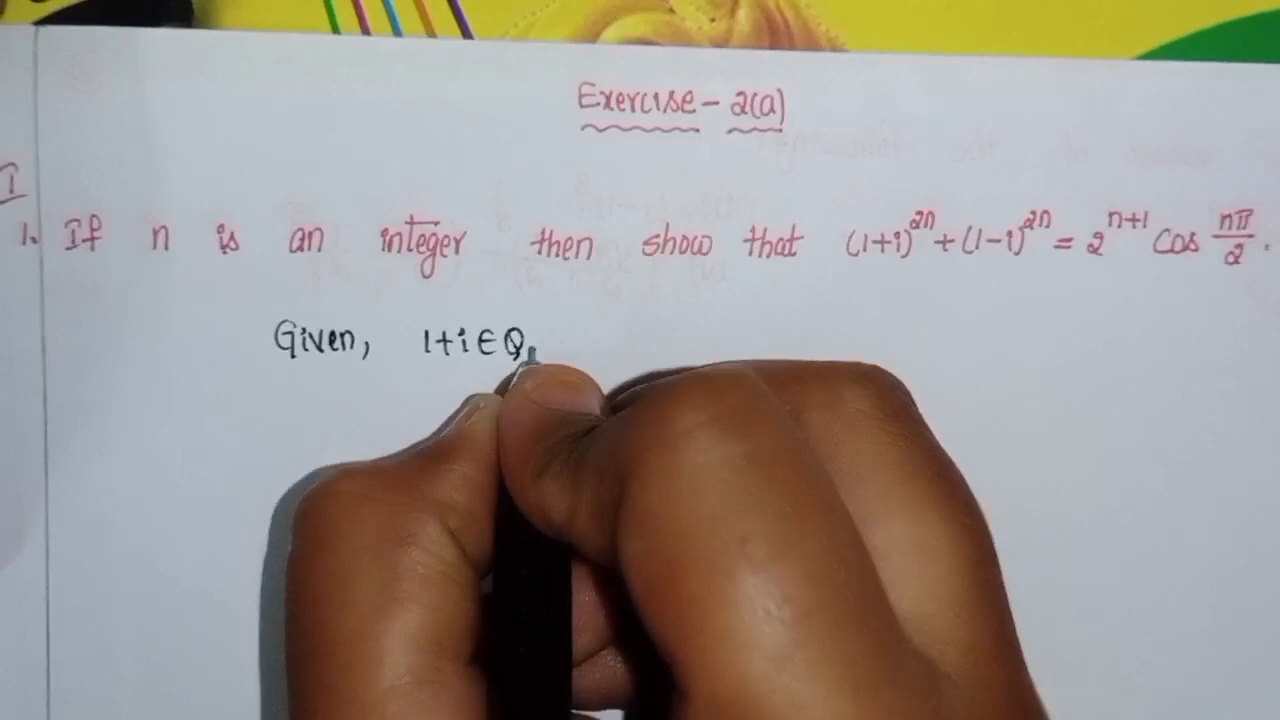 Exercise - 2(a)
I
1. If n is an integer then show that (1+i)^2n + (1-i)^2n = 2^n+1 Cos nπ/2.
Given, 1+i ∈ Q